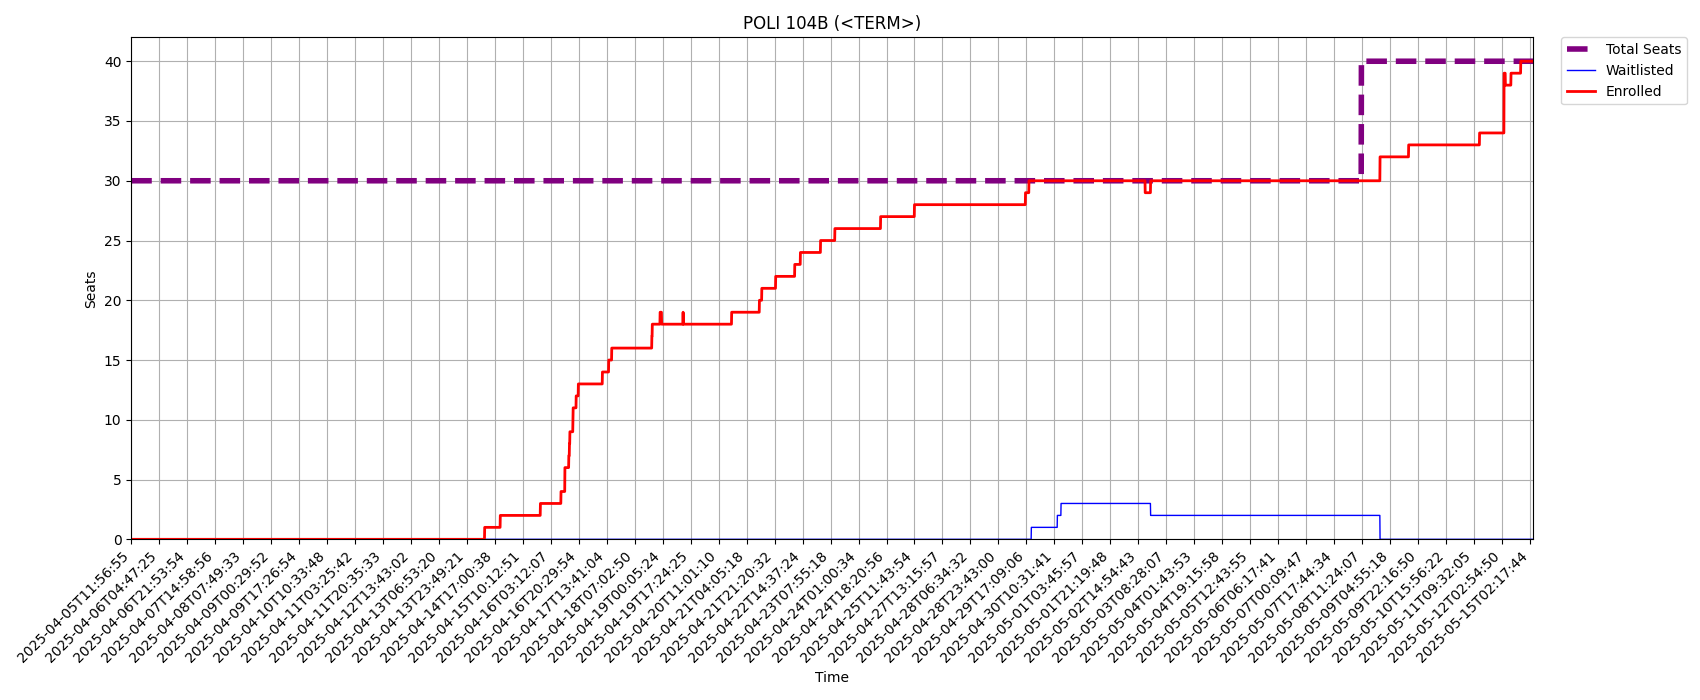 POLI 104B (<TERM>)
Total Seats
Waitlisted
Enrolled
Seats
40
35
30
25
20
15
10
5
0
2025-04-05T11:56:55
2025-04-06T04:47:25
2025-04-06T21:53:54
2025-04-07T14:58:56
2025-04-08T07:49:33
2025-04-09T00:29:52
2025-04-09T17:26:54
2025-04-10T10:33:48
2025-04-11T03:25:42
2025-04-11T20:35:33
2025-04-12T13:43:02
2025-04-13T06:53:20
2025-04-13T23:49:21
2025-04-14T17:00:38
2025-04-15T10:12:51
2025-04-16T03:12:07
2025-04-16T20:29:54
2025-04-17T13:41:04
2025-04-18T07:02:50
2025-04-19T00:05:24
2025-04-19T17:24:25
2025-04-20T11:01:10
2025-04-21T04:05:18
2025-04-21T21:20:32
2025-04-22T14:37:24
2025-04-23T07:55:18
2025-04-24T01:00:34
2025-04-24T18:20:56
2025-04-25T11:43:54
2025-04-27T13:15:57
2025-04-28T06:34:32
2025-04-28T23:43:00
2025-04-29T17:09:06
2025-04-30T10:31:41
2025-05-01T03:45:57
2025-05-01T21:19:48
2025-05-02T14:54:43
2025-05-03T08:28:07
2025-05-04T01:43:53
2025-05-04T19:15:58
2025-05-05T12:43:55
2025-05-06T06:17:41
2025-05-07T00:09:47
2025-05-07T17:44:34
2025-05-08T11:24:07
2025-05-09T04:55:18
2025-05-09T22:16:50
2025-05-10T15:56:22
2025-05-11T09:32:05
2025-05-12T02:54:50
2025-05-15T02:17:44
Time